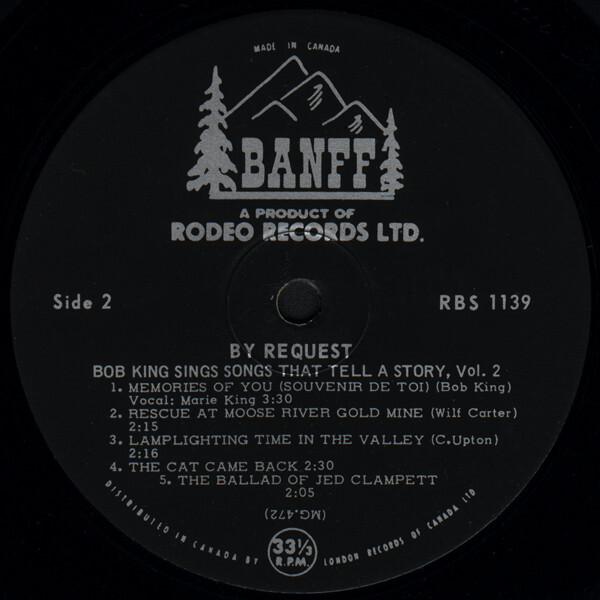 MADE IN CANADA
BANFF
A PRODUCT OF
RODEO RECORDS LTD.
Side 2
RBS 1139
BY REQUEST
BOB KING SINGS SONGS THAT TELL A STORY, Vol. 2
1. MEMORIES OF YOU (SOUVENIR DE TOI) (Bob King)
Vocal: Marie King 3:30
2. RESCUE AT MOOSE RIVER GOLD MINE (Wilf Carter)
2:15
3. LAMPLIGHTING TIME IN THE VALLEY (C.Upton)
2:16
4. THE CAT CAME BACK 2:30
5. THE BALLAD OF JED CLAMPETT
2:05
(MG.472)
33⅓
R.P.M.
DISTRIBUTED IN CANADA BY LONDON RECORDS OF CANADA LTD